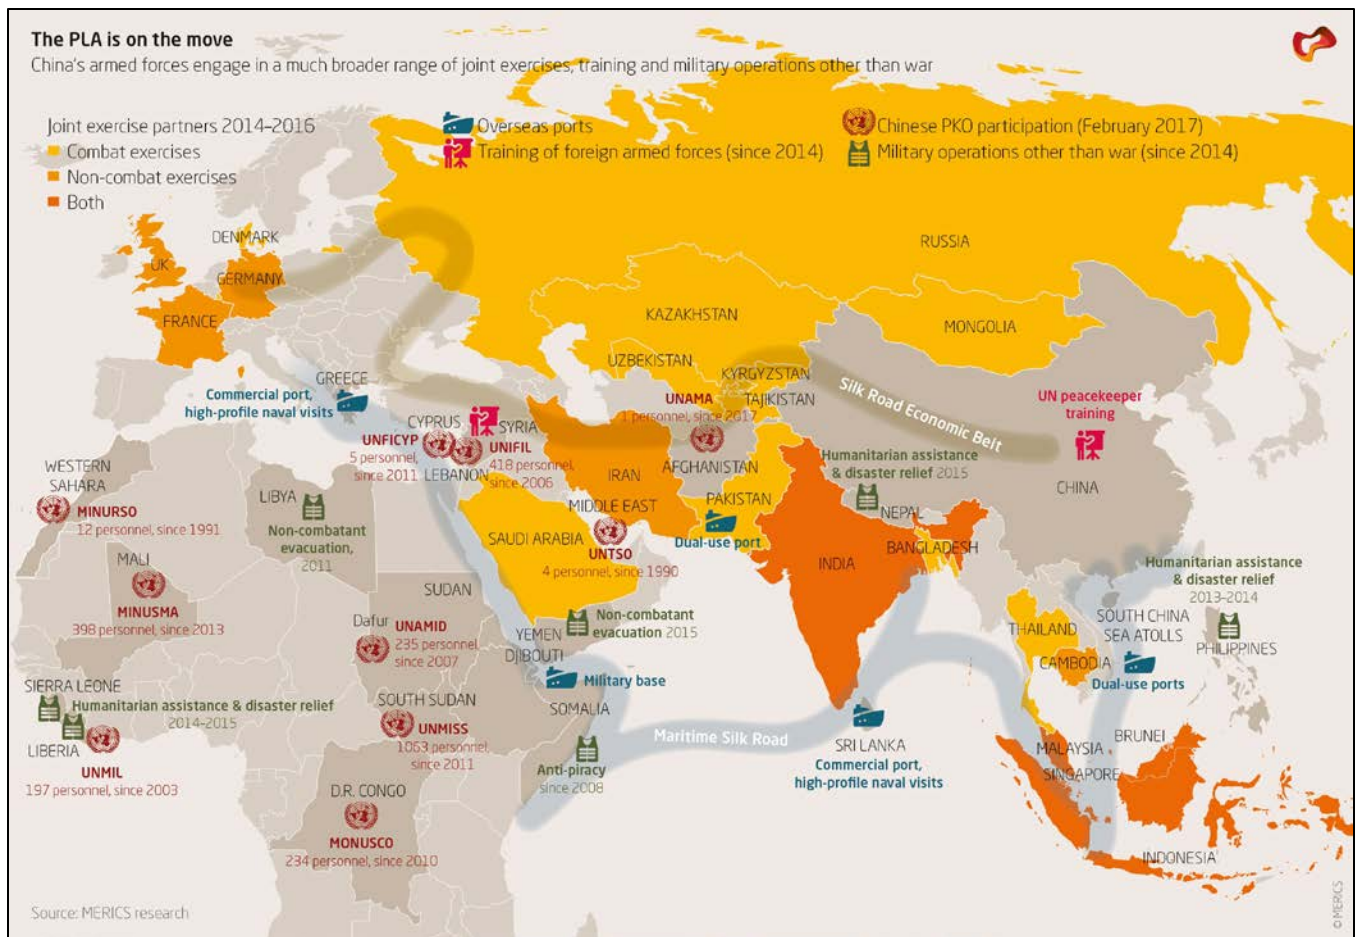 The PLA is on the move
China's armed forces engage in a much broader range of joint exercises, training and military operations other than war
Joint exercise partners 2014–2016
Combat exercises
Non-combat exercises
Both
Overseas ports
Training of foreign armed forces (since 2014)
Chinese PKO participation (February 2017)
Military operations other than war (since 2014)
DENMARK
UK
GERMANY
FRANCE
RUSSIA
KAZAKHSTAN
MONGOLIA
UZBEKISTAN
KYRGYZSTAN
TAJIKISTAN
Silk Road Economic Belt
UN peacekeeper
training
CHINA
GREECE
Commercial port,
high-profile naval visits
CYPRUS
SYRIA
UNFICYP
5 personnel,
since 2011
LEBANON
UNIFIL
418 personnel,
since 2006
UNAMA
1 personnel, since 2017
AFGHANISTAN
IRAN
MIDDLE EAST
UNTSO
4 personnel, since 1990
PAKISTAN
Dual-use port
Humanitarian assistance
& disaster relief 2015
NEPAL
BANGLADESH
INDIA
WESTERN
SAHARA
MINURSO
12 personnel, since 1991
LIBYA
Non-combatant
evacuation,
2011
SAUDI ARABIA
MALI
MINUSMA
398 personnel, since 2013
SUDAN
Dafur
UNAMID
235 personnel
since 2007
YEMEN
Non-combatant
evacuation 2015
DJIBOUTI
Military base
SOMALIA
Anti-piracy
since 2008
SIERRA LEONE
Humanitarian assistance & disaster relief
2014–2015
LIBERIA
UNMIL
197 personnel, since 2003
SOUTH SUDAN
UNMISS
1063 personnel,
since 2011
D.R. CONGO
MONUSCO
234 personnel, since 2010
Maritime Silk Road
SRI LANKA
Commercial port,
high-profile naval visits
Humanitarian assistance
& disaster relief
2013–2014
PHILIPPINES
SOUTH CHINA
SEA ATOLLS
Dual-use ports
THAILAND
CAMBODIA
BRUNEI
MALAYSIA
SINGAPORE
INDONESIA
Source: MERICS research
© MERICS